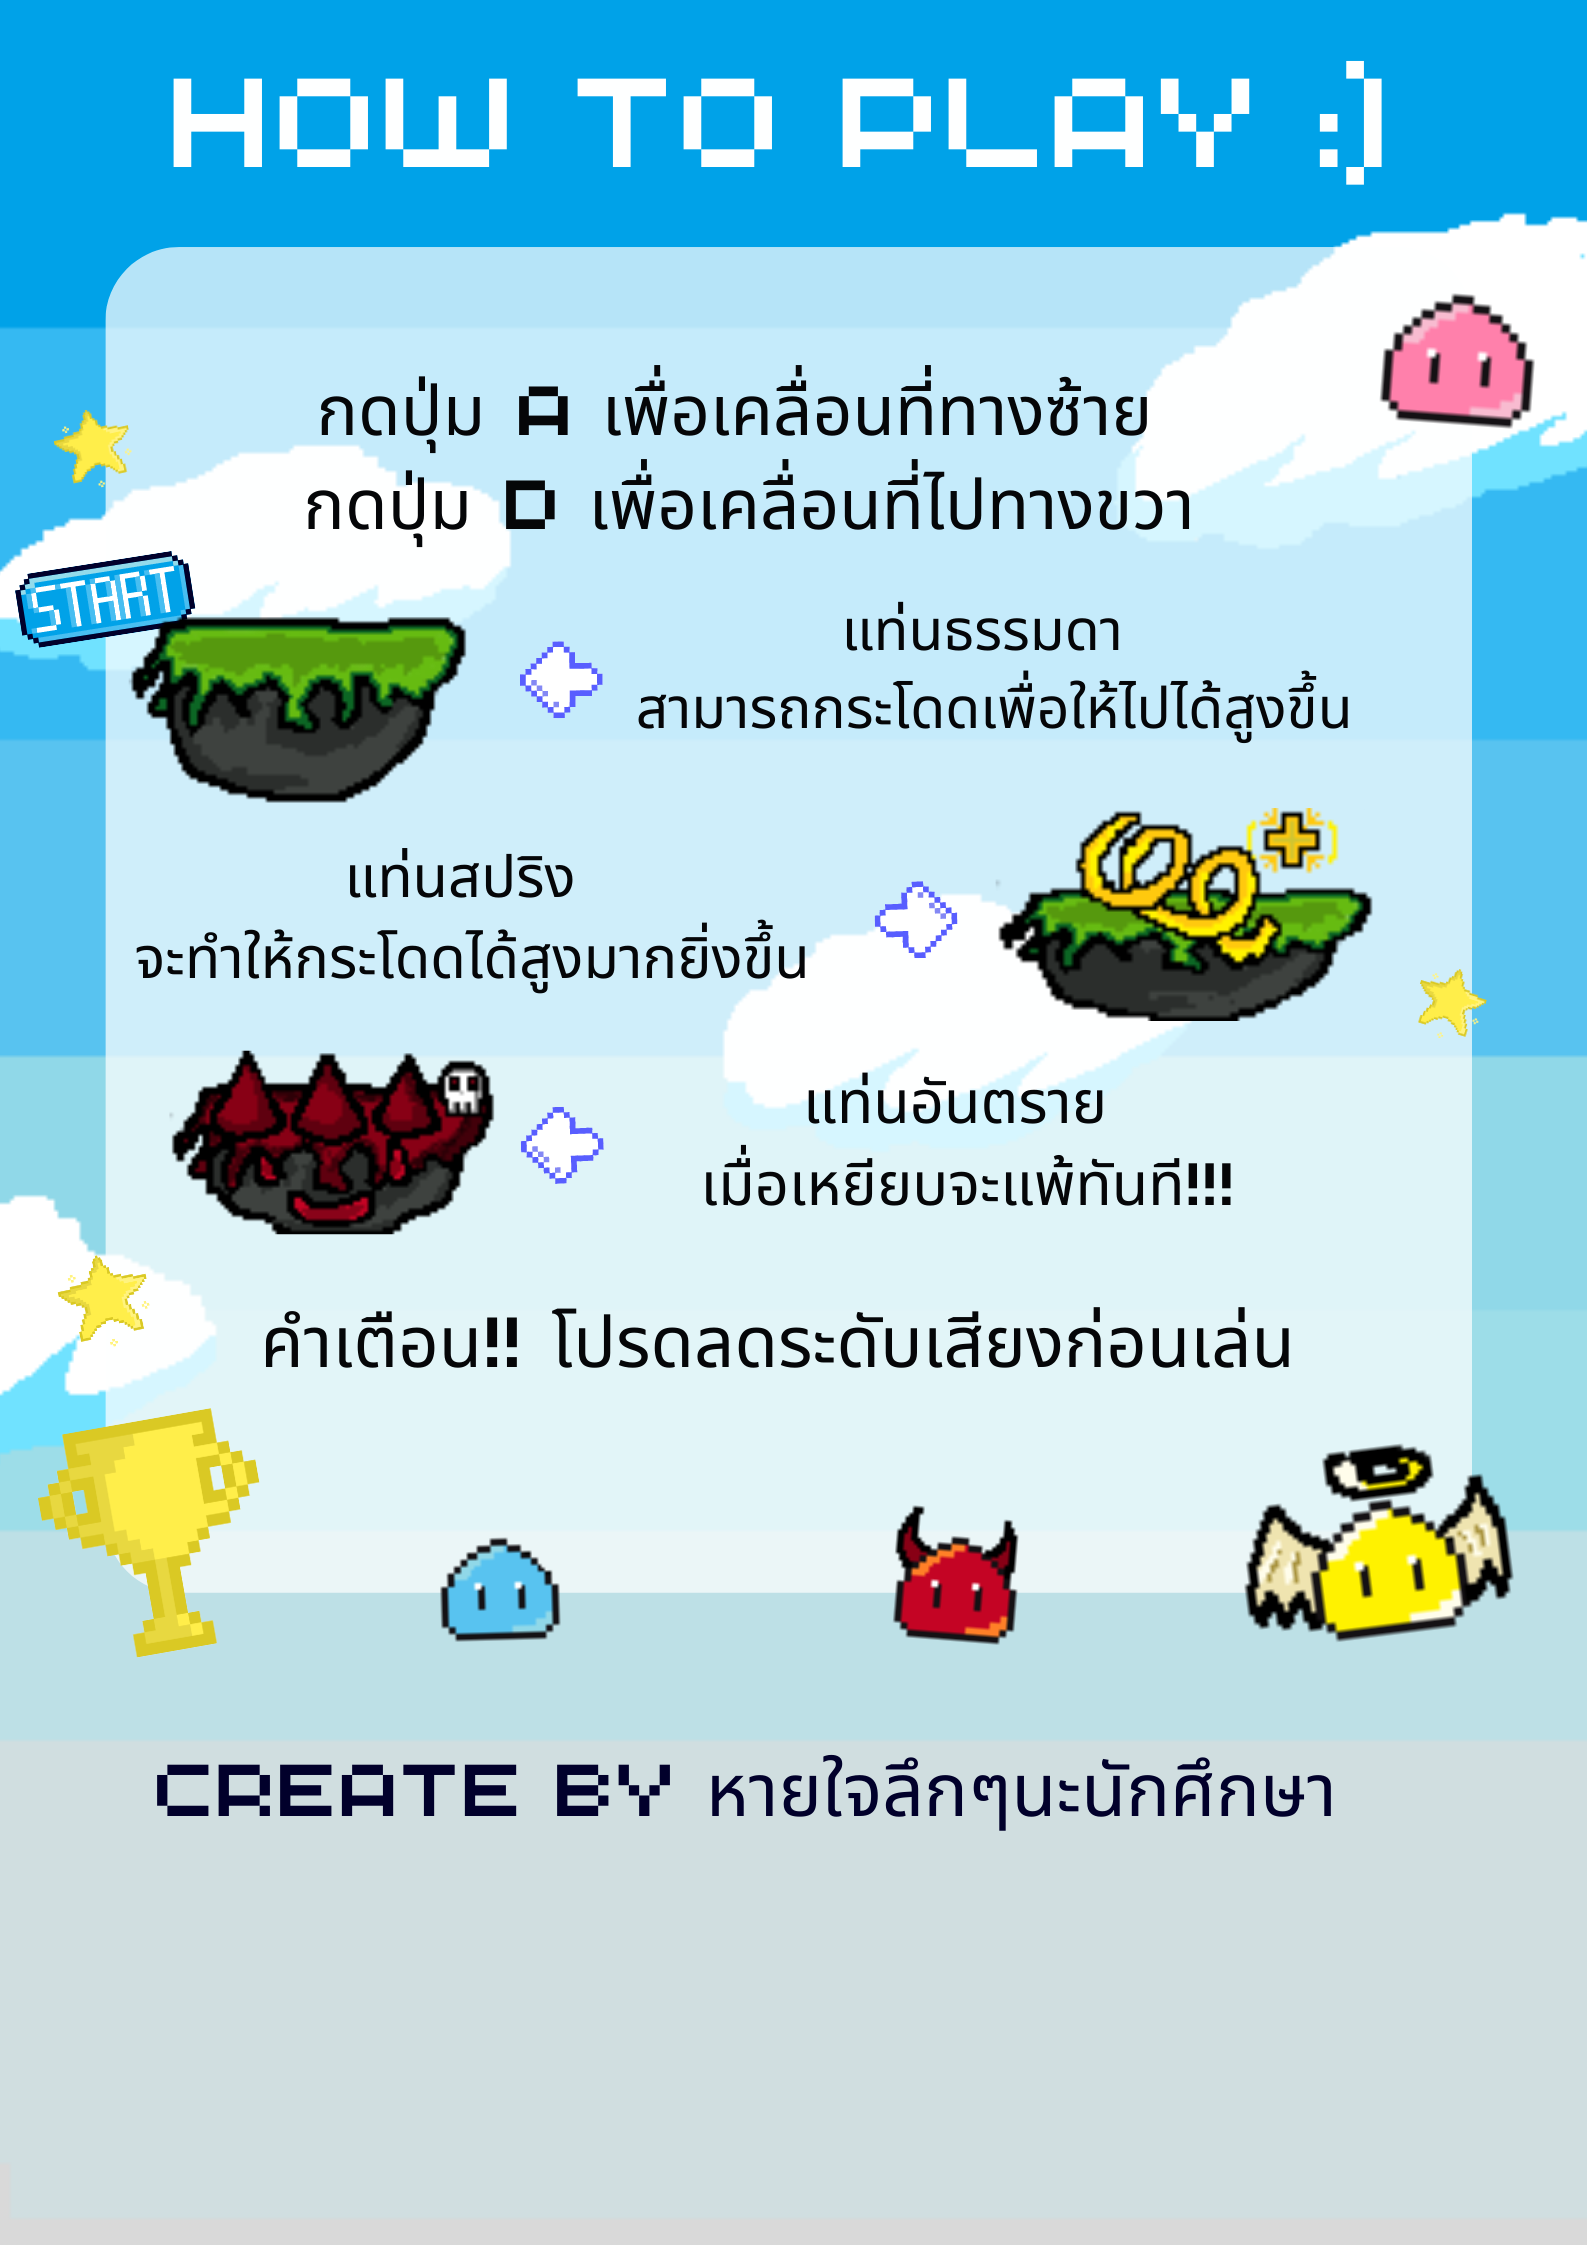 HOW TO PLAY :)
กดปุ่ม A เพื่อเคลื่อนที่ทางซ้าย
กดปุ่ม D เพื่อเคลื่อนที่ไปทางขวา
START
แท่นธรรมดา
สามารถกระโดดเพื่อให้ไปได้สูงขึ้น
แท่นสปริง
จะทำให้กระโดดได้สูงมากยิ่งขึ้น
แท่นอันตราย
เมื่อเหยียบจะแพ้ทันที!!!
คำเตือน!! โปรดลดระดับเสียงก่อนเล่น
CREATE BY หายใจลึกๆนะนักศึกษา